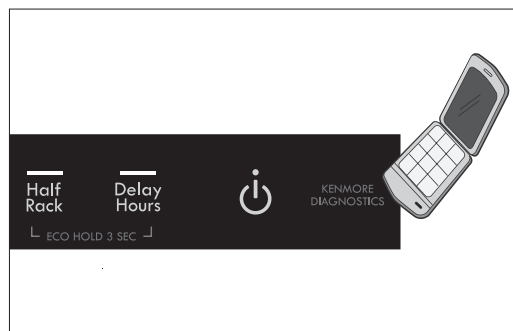 Half
Rack
Delay
Hours
ECO HOLD 3 SEC
KENMORE
DIAGNOSTICS